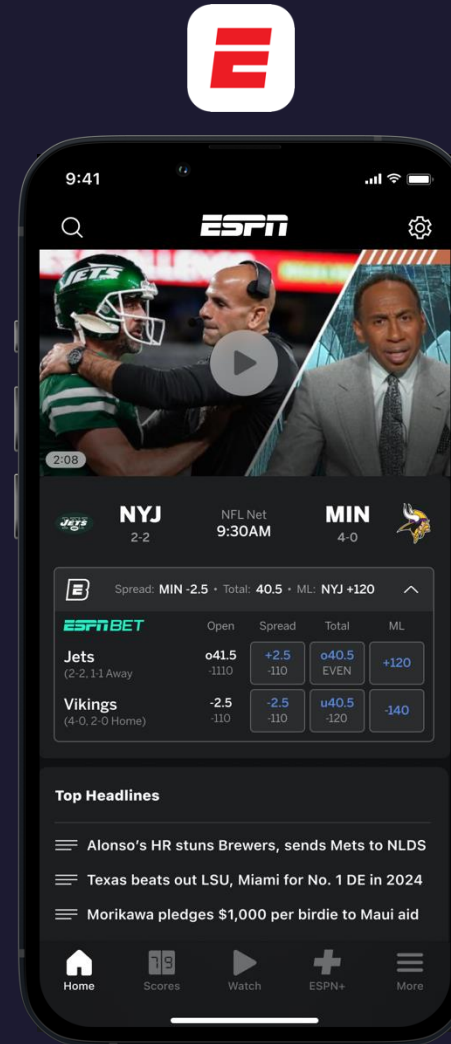 E
9:41
ESPN
JETS
2:08
JETS
NYJ
2-2
NFL Net
9:30AM
MIN
4-0
Spread: MIN -2.5 • Total: 40.5 • ML: NYJ +120
ESPN BET
Open
Spread
Total
ML
Jets
(2-2, 1-1 Away
o41.5
-1110
+2.5
-110
o40.5
EVEN
+120
Vikings
(4-0, 2-0 Home)
-2.5
-110
-2.5
-110
u40.5
-120
-140
Top Headlines
Alonso's HR stuns Brewers, sends Mets to NLDS
Texas beats out LSU, Miami for No. 1 DE in 2024
Morikawa pledges $1,000 per birdie to Maui aid
Home
Scores
Watch
ESPN+
More